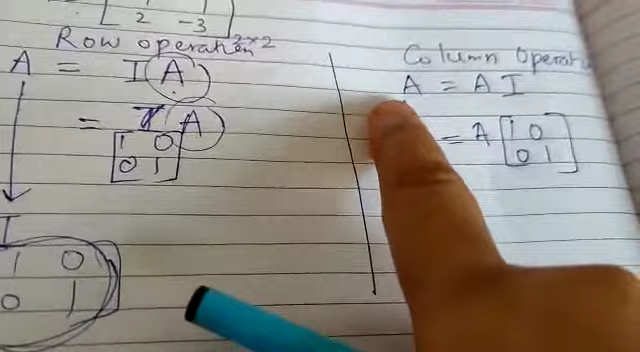 2 -3
2×2
Row operation
A = I A
= I A
1 0
0 1
I
1 0
0 1
Column
A = A I
= A [1 0
0 1]